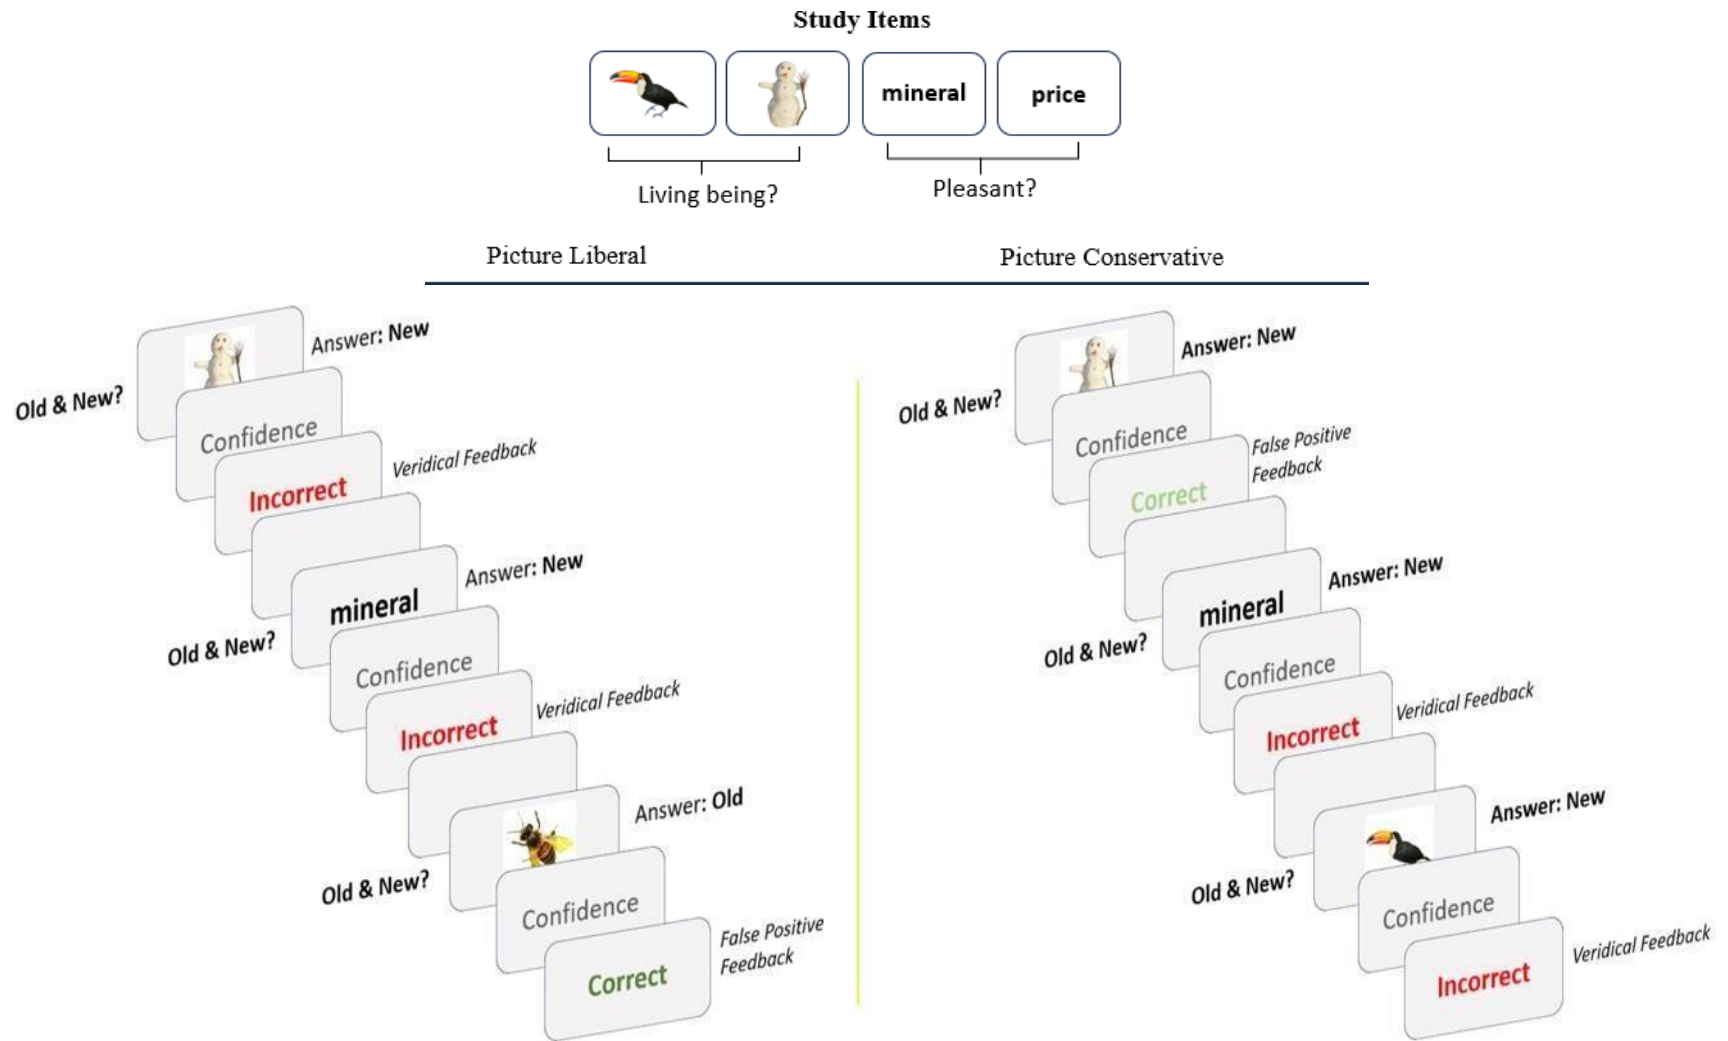 Study Items
mineral
price
Living being?
Pleasant?
Picture Liberal
Picture Conservative
Answer: New
Old & New?
Confidence
Veridical Feedback
Incorrect
Answer: New
mineral
Old & New?
Confidence
Veridical Feedback
Incorrect
Answer: Old
Old & New?
Confidence
False Positive
Feedback
Correct
Answer: New
Old & New?
Confidence
False Positive
Feedback
Correct
Answer: New
mineral
Old & New?
Confidence
Veridical Feedback
Incorrect
Answer: New
Old & New?
Confidence
Veridical Feedback
Incorrect